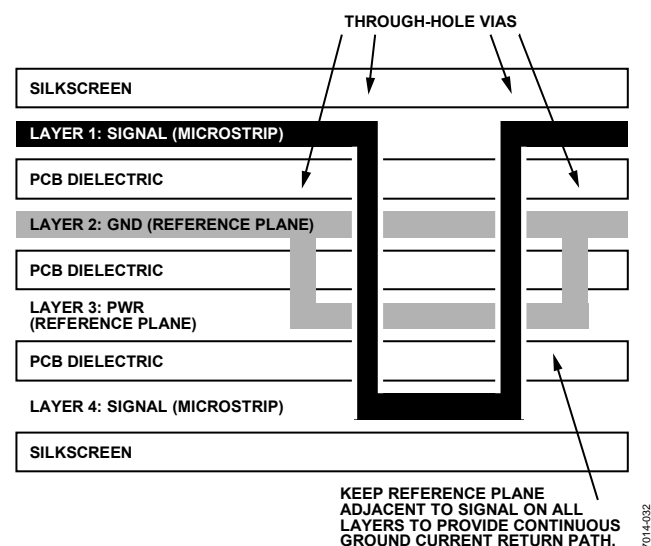 THROUGH-HOLE VIAS
SILKSCREEN
LAYER 1: SIGNAL (MICROSTRIP)
PCB DIELECTRIC
LAYER 2: GND (REFERENCE PLANE)
PCB DIELECTRIC
LAYER 3: PWR
(REFERENCE PLANE)
PCB DIELECTRIC
LAYER 4: SIGNAL (MICROSTRIP)
SILKSCREEN
KEEP REFERENCE PLANE
ADJACENT TO SIGNAL ON ALL
LAYERS TO PROVIDE CONTINUOUS
GROUND CURRENT RETURN PATH.
7014-032